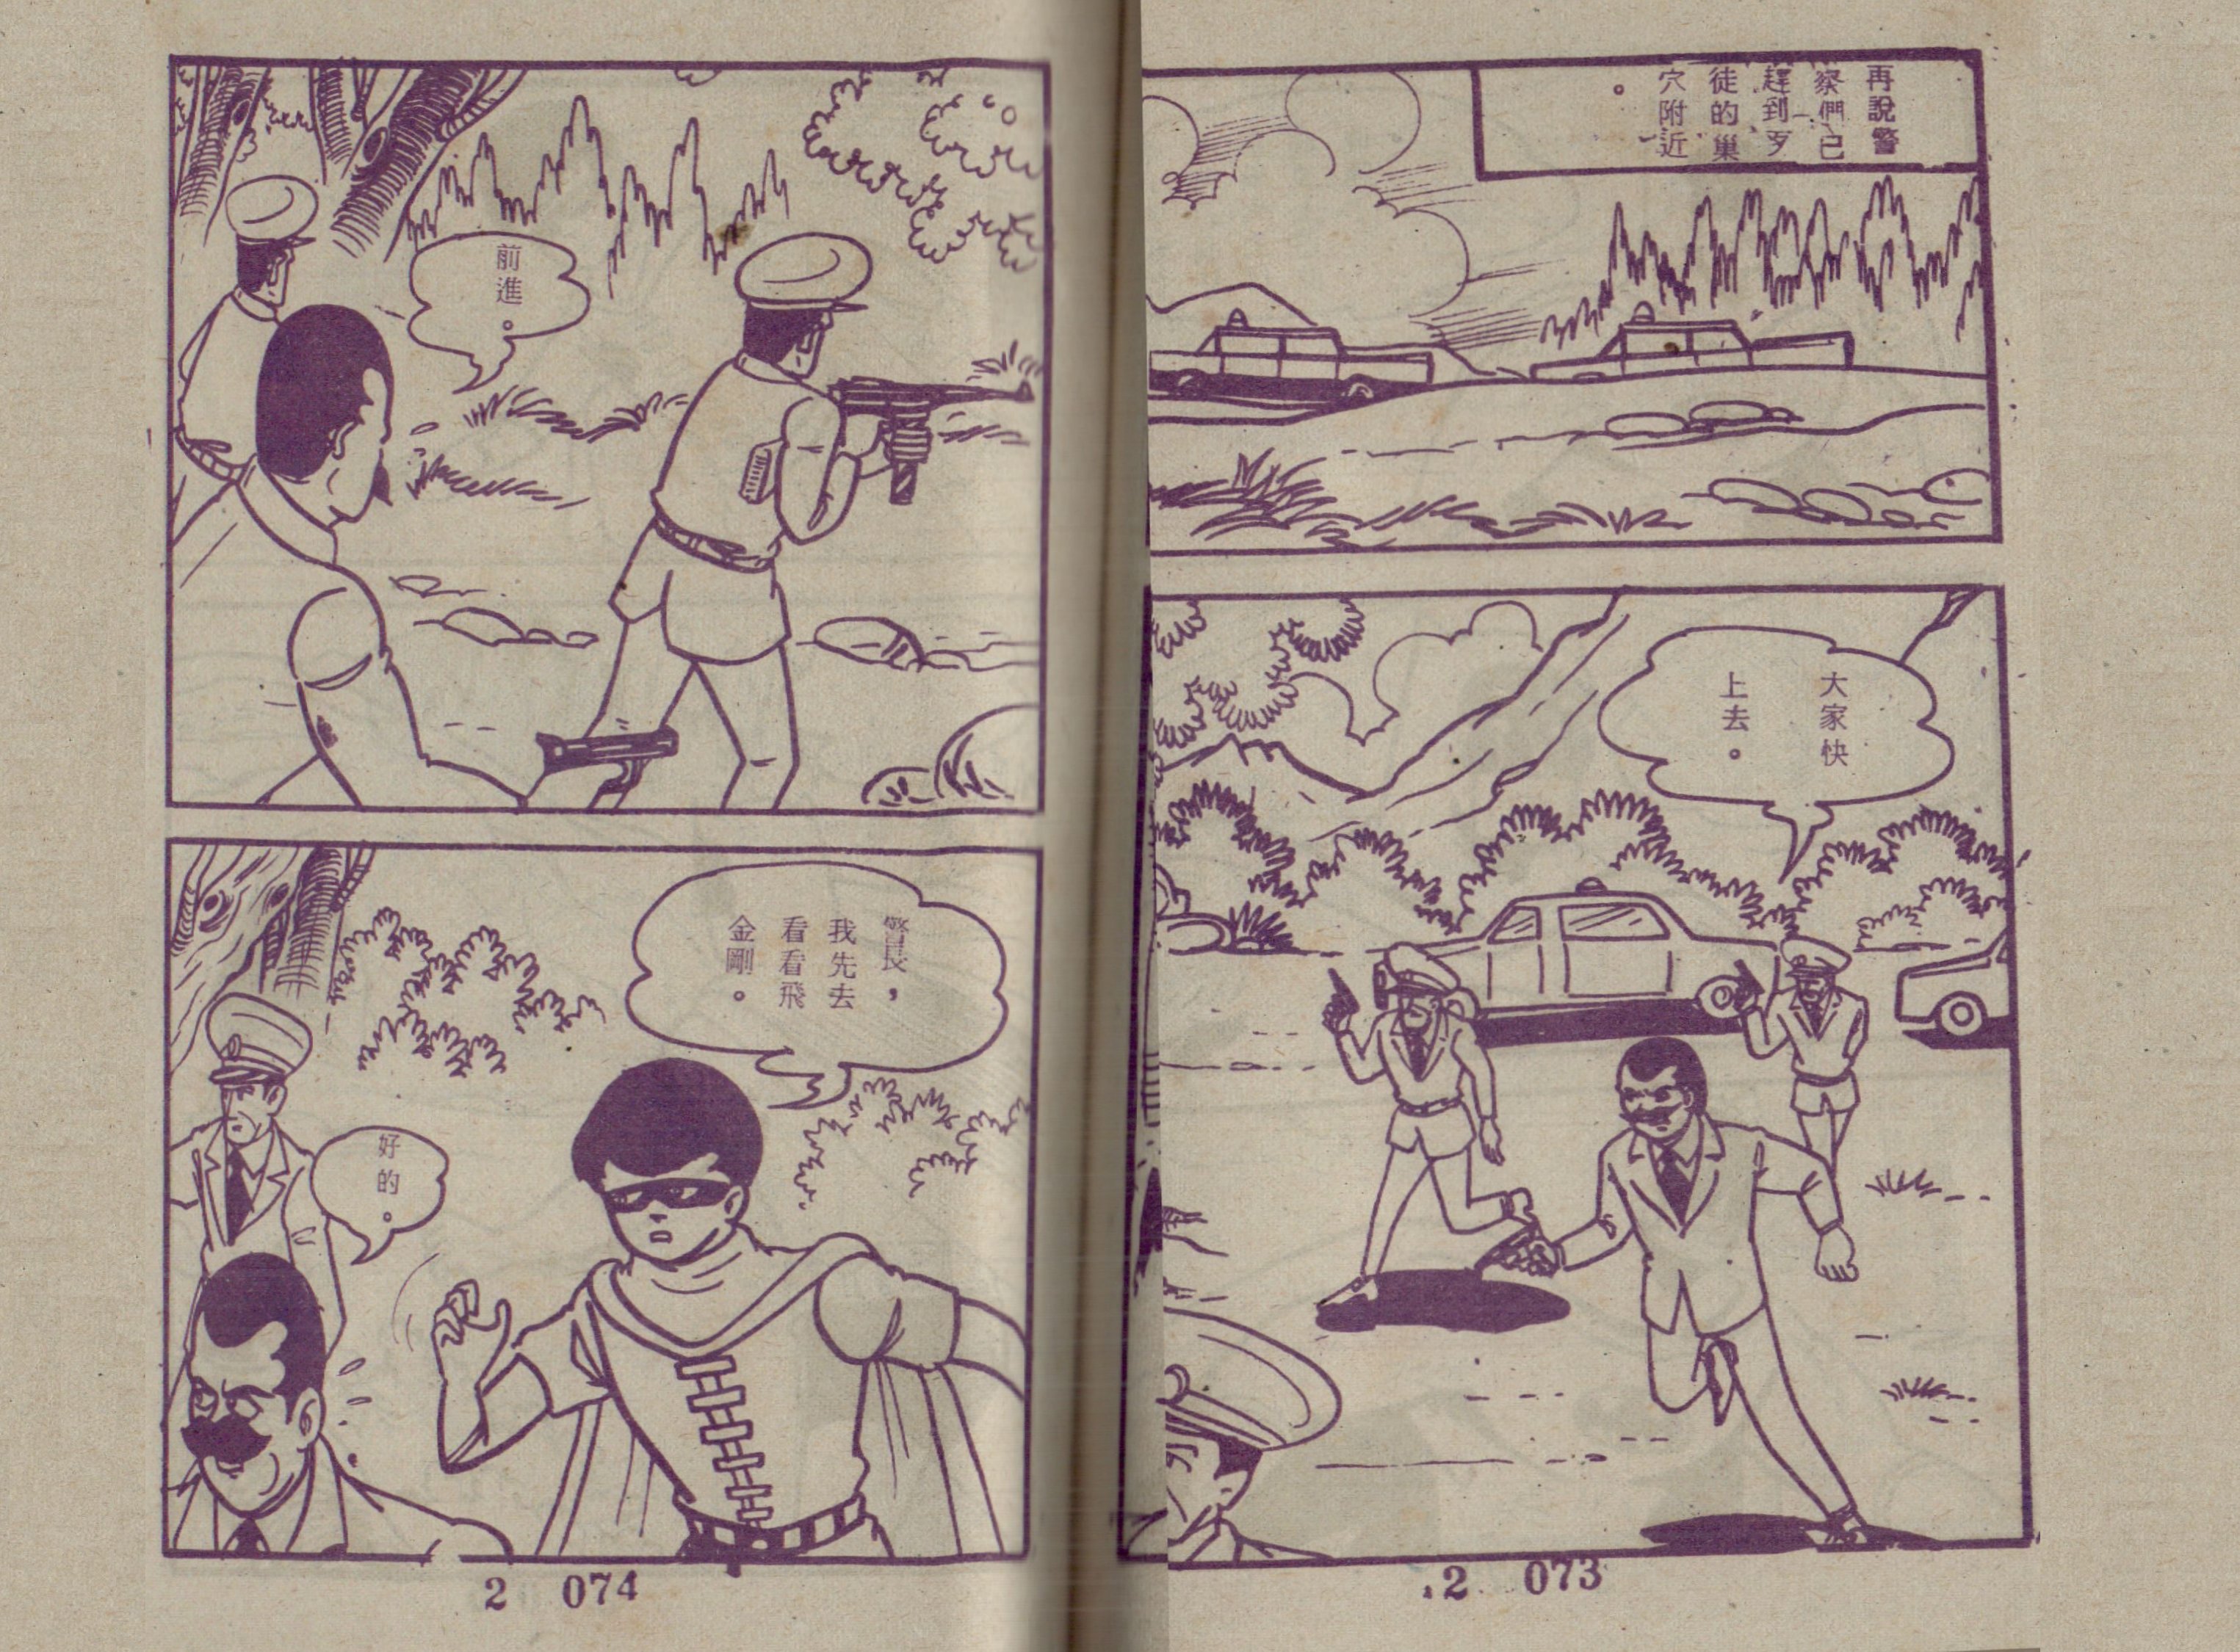 再說警
察們已
趕到歹
徒的巢
穴附近
。
大家快
上去。
2 073
前進。
警長，
我先去
看看飛
金剛。
好的。
2 074